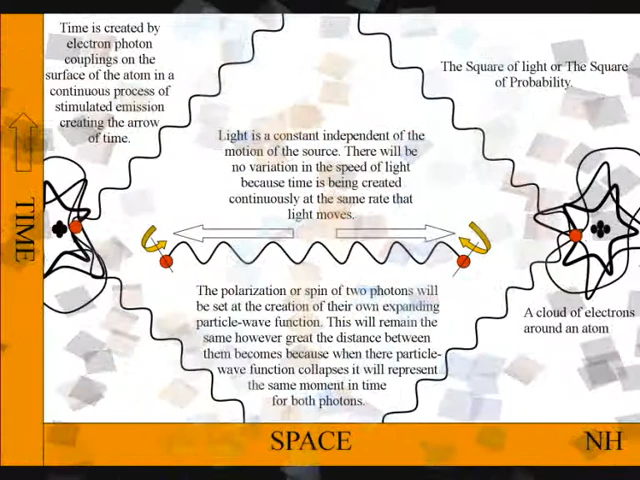 Time is created by
electron photon
couplings on the
surface of the atom in a
continuous process of
stimulated emission
creating the arrow
of time.
The Square of light or The Square
of Probability.
Light is a constant independent of the
motion of the source. There will be
no variation in the speed of light
because time is being created
continuously at the same rate that
light moves.
TIME
The polarization or spin of two photons will
be set at the creation of their own expanding
particle-wave function. This will remain the
same however great the distance between
them becomes because when there particle-
wave function collapses it will represent
the same moment in time
for both photons.
A cloud of electrons
around an atom
SPACE
NH